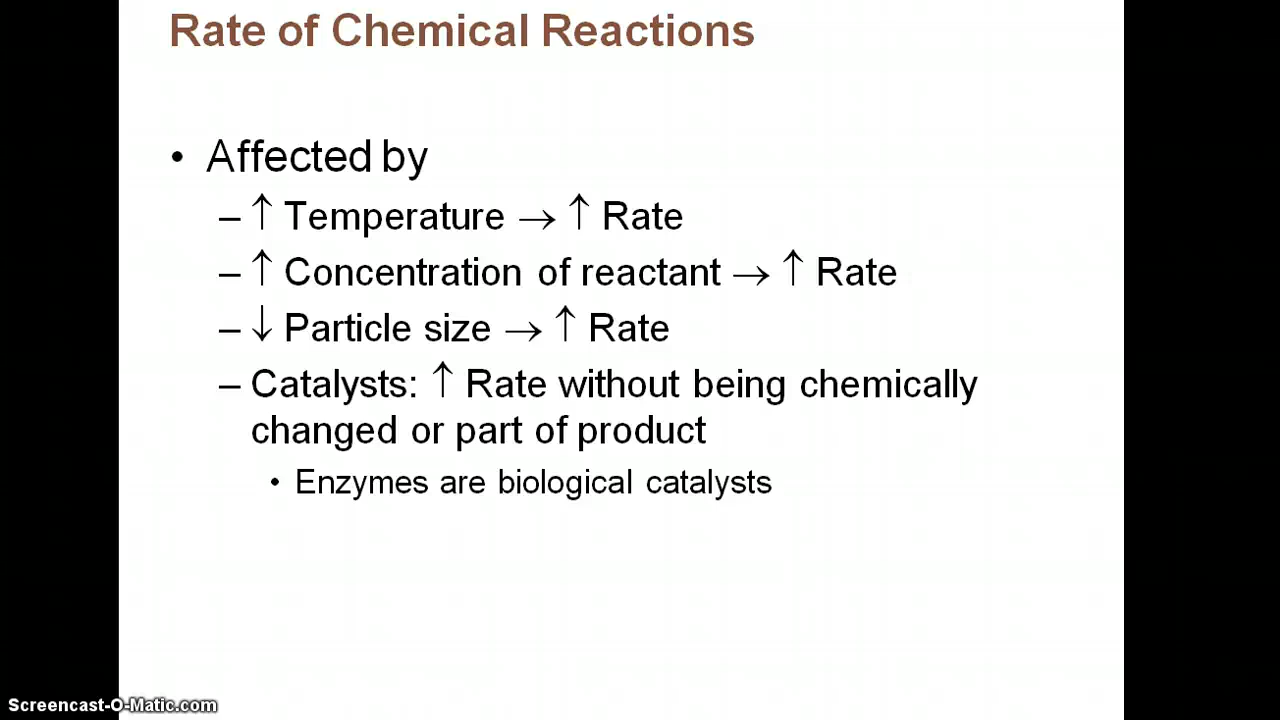 Rate of Chemical Reactions
• Affected by
– ↑ Temperature → ↑ Rate
– ↑ Concentration of reactant → ↑ Rate
– ↓ Particle size → ↑ Rate
– Catalysts: ↑ Rate without being chemically
changed or part of product
• Enzymes are biological catalysts
Screencast-O-Matic.com